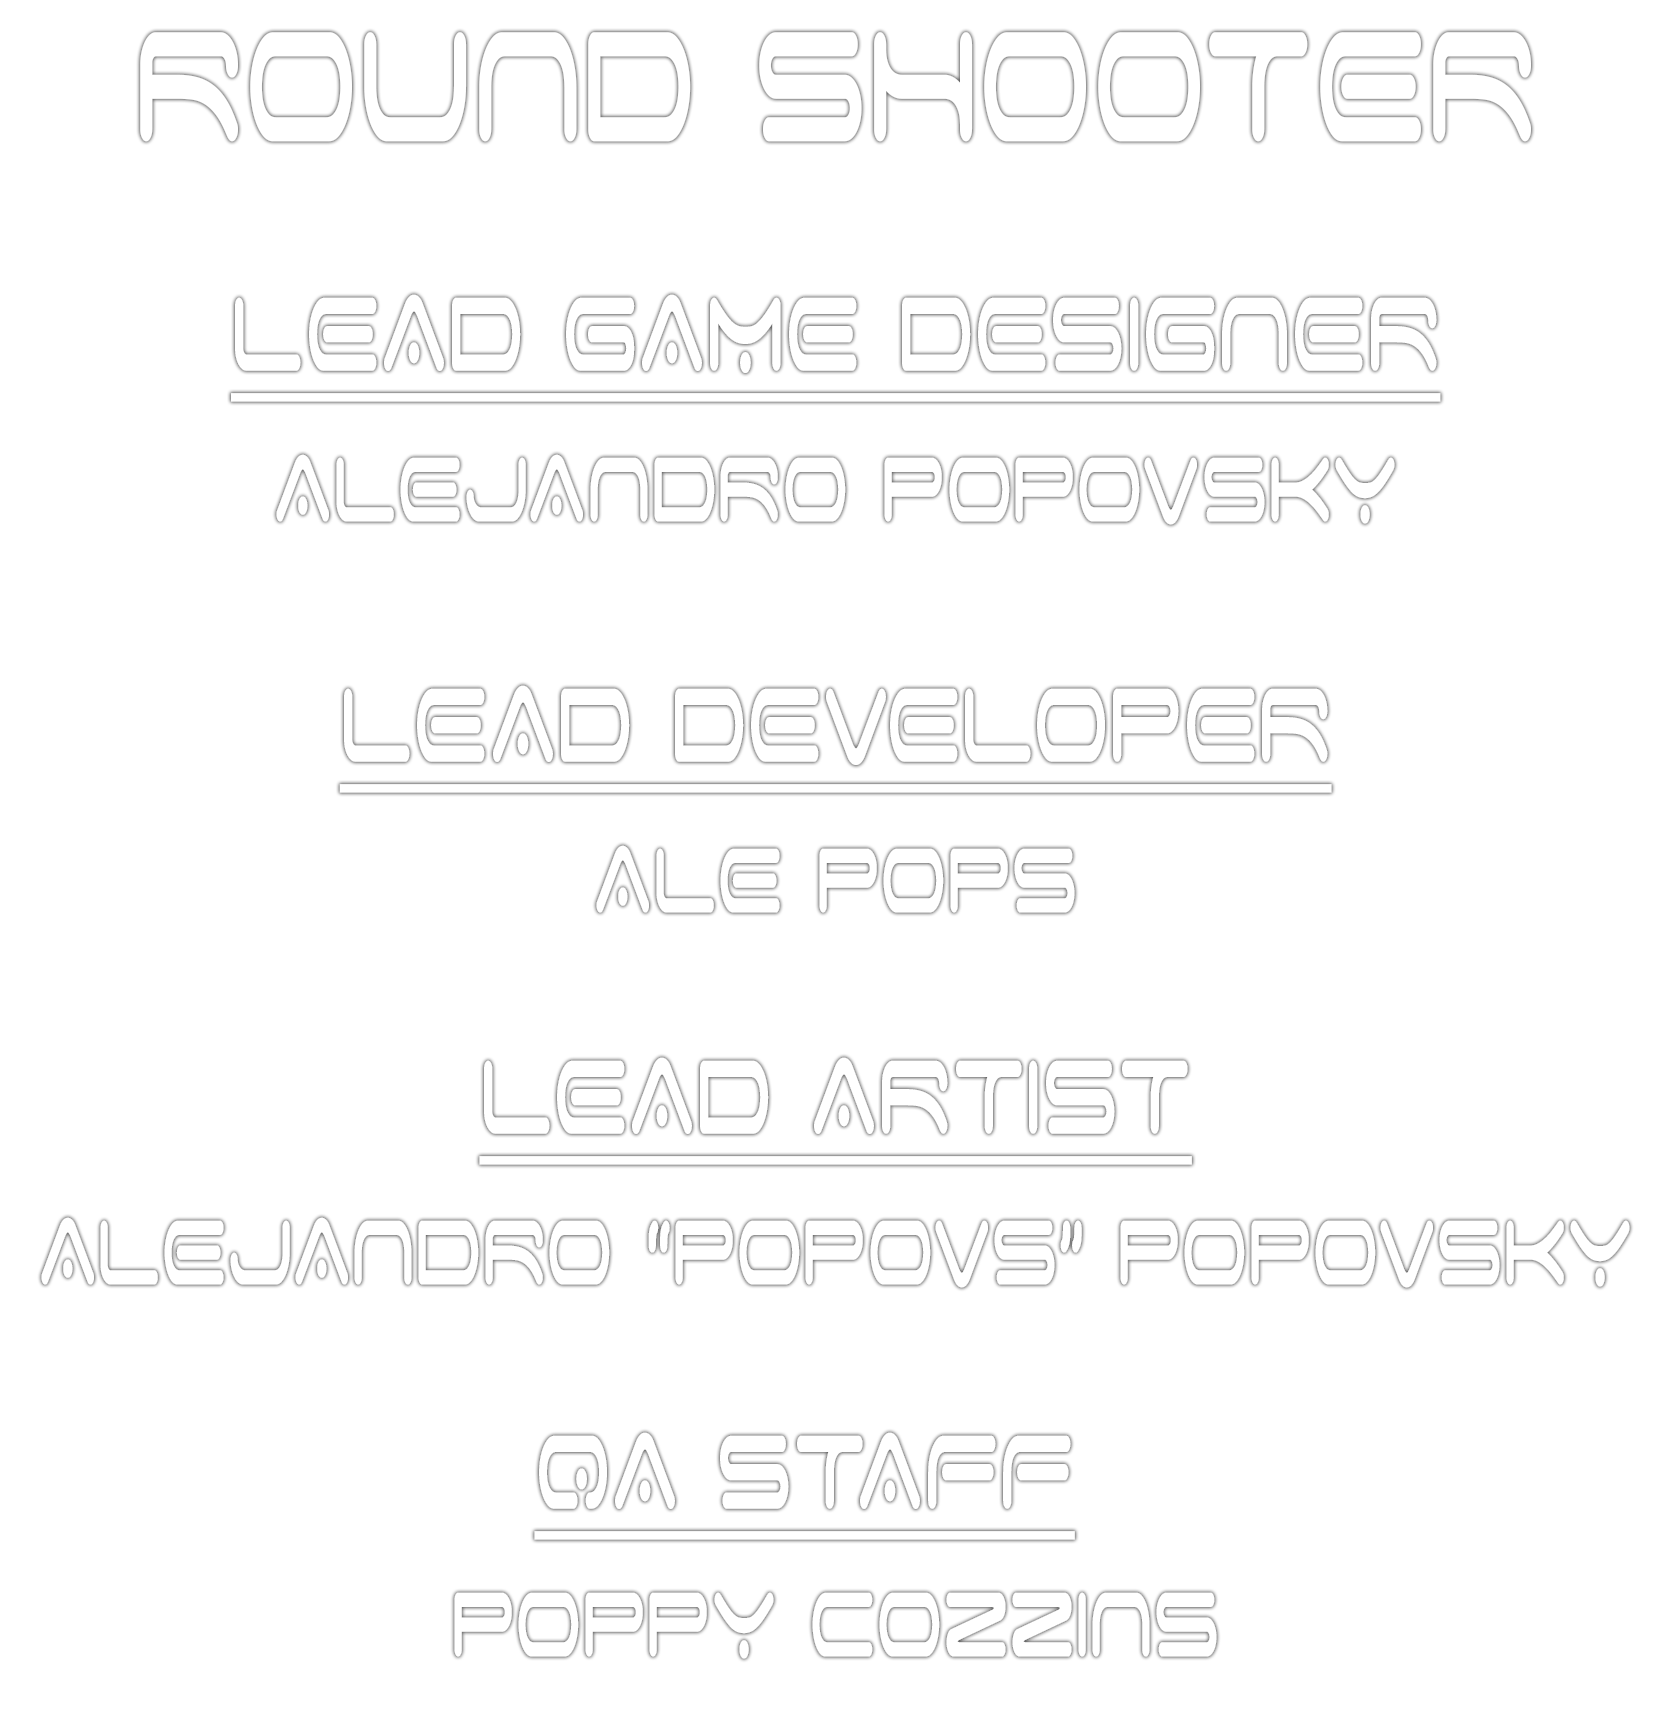 ROUND SHOOTER
LEAD GAME DESIGNER
ALEJANDRO POPOVSKY
LEAD DEVELOPER
ALE POPS
LEAD ARTIST
ALEJANDRO "POPOVS" POPOVSKY
QA STAFF
POPPY COZZINS